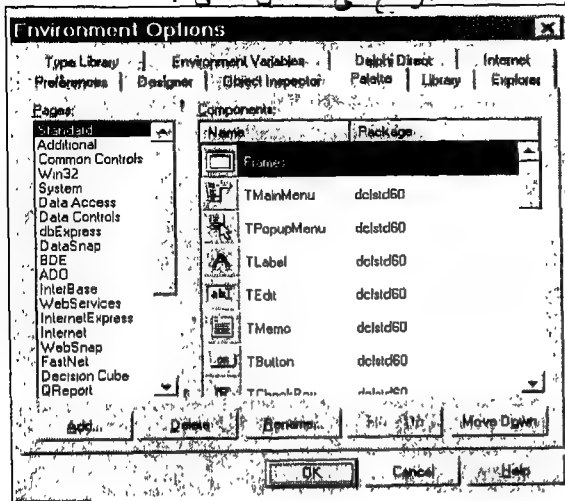 Environment Options
Type Library Environment Variables Delphi Direct Internet
Preferences Designer Object Inspector Palette Library Explorer
Pages:
Standard
Additional
Common Controls
Win32
System
Data Access
Data Controls
dbExpress
DataSnap
BDE
ADO
InterBase
WebServices
InternetExpress
Internet
WebSnap
FastNet
Decision Cube
QReport
Components:
Name Package
Frames
TMainMenu dclstd60
TPopupMenu dclstd60
TLabel dclstd60
TEdit dclstd60
TMemo dclstd60
TButton dclstd60
TCheckBox dclstd60
Add... Delete Rename... Move Down
OK Cancel Help